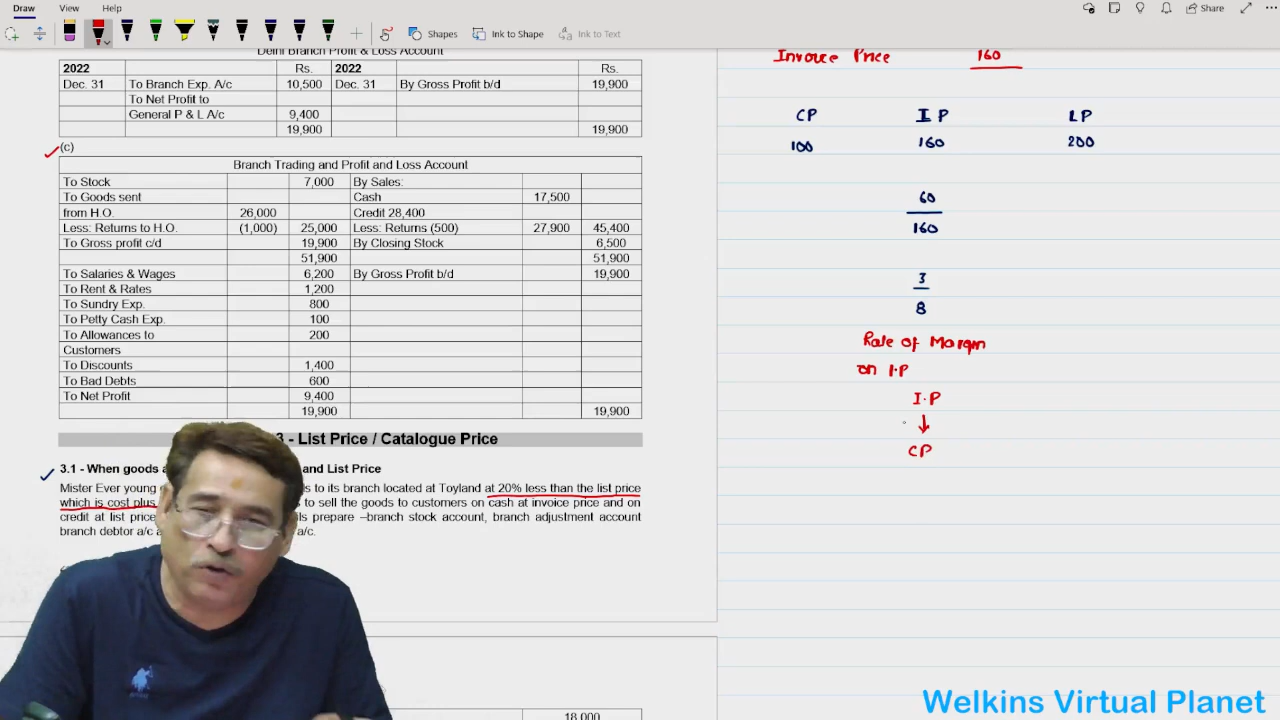 Draw View Help
Share
Shapes Ink to Shape Ink to Text
Delhi Branch Profit & Loss Account
2022 Rs. 2022 Rs.
Dec. 31 To Branch Exp. A/c 10,500 Dec. 31 By Gross Profit b/d 19,900
To Net Profit to
General P & L A/c 9,400
19,900 19,900
(c)
Branch Trading and Profit and Loss Account
To Stock 7,000 By Sales:
To Goods sent Cash 17,500
from H.O. 26,000 Credit 28,400
Less: Returns to H.O. (1,000) 25,000 Less: Returns (500) 27,900 45,400
To Gross profit c/d 19,900 By Closing Stock 6,500
51,900 51,900
To Salaries & Wages 6,200 By Gross Profit b/d 19,900
To Rent & Rates 1,200
To Sundry Exp. 800
To Petty Cash Exp. 100
To Allowances to 200
Customers
To Discounts 1,400
To Bad Debts 600
To Net Profit 9,400
19,900 19,900
3 - List Price / Catalogue Price
3.1 - When goods and List Price
Mister Ever young to its branch located at Toyland at 20% less than the list price
which is cost plus to sell the goods to customers on cash at invoice price and on
credit at list price prepare –branch stock account, branch adjustment account
branch debtor a/c
18,000
Invoice Price 160
CP I P LP
100 160 200
60
160
3
8
Rate of Margin
on I.P
I.P
CP
Welkins Virtual Planet